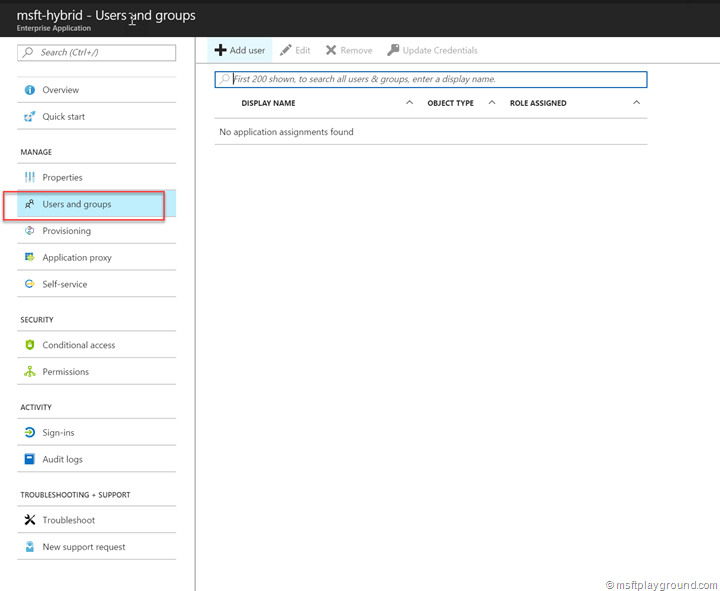 msft-hybrid - Users and groups
Enterprise Application
Search (Ctrl+/)
Overview
Quick start
MANAGE
Properties
Users and groups
Provisioning
Application proxy
Self-service
SECURITY
Conditional access
Permissions
ACTIVITY
Sign-ins
Audit logs
TROUBLESHOOTING + SUPPORT
Troubleshoot
New support request
Add user Edit Remove Update Credentials
First 200 shown, to search all users & groups, enter a display name.
DISPLAY NAME OBJECT TYPE ROLE ASSIGNED
No application assignments found
© msftplayground.com